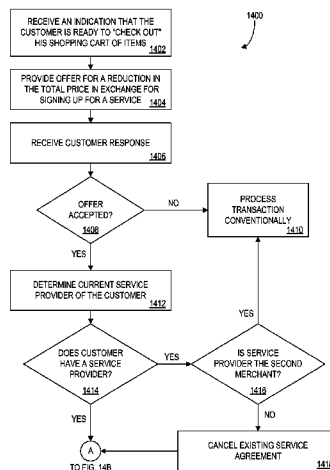 1400
RECEIVE AN INDICATION THAT THE
CUSTOMER IS READY TO "CHECK OUT"
HIS SHOPPING CART OF ITEMS
1402
PROVIDE OFFER FOR A REDUCTION IN
THE TOTAL PRICE IN EXCHANGE FOR
SIGNING UP FOR A SERVICE
1404
RECEIVE CUSTOMER RESPONSE
1406
OFFER
ACCEPTED?
1408
NO
PROCESS
TRANSACTION
CONVENTIONALLY
1410
YES
DETERMINE CURRENT SERVICE
PROVIDER OF THE CUSTOMER
1412
DOES CUSTOMER
HAVE A SERVICE
PROVIDER?
1414
YES
YES
IS SERVICE
PROVIDER THE SECOND
MERCHANT?
1416
YES
NO
CANCEL EXISTING SERVICE
AGREEMENT
A
TO FIG. 14B